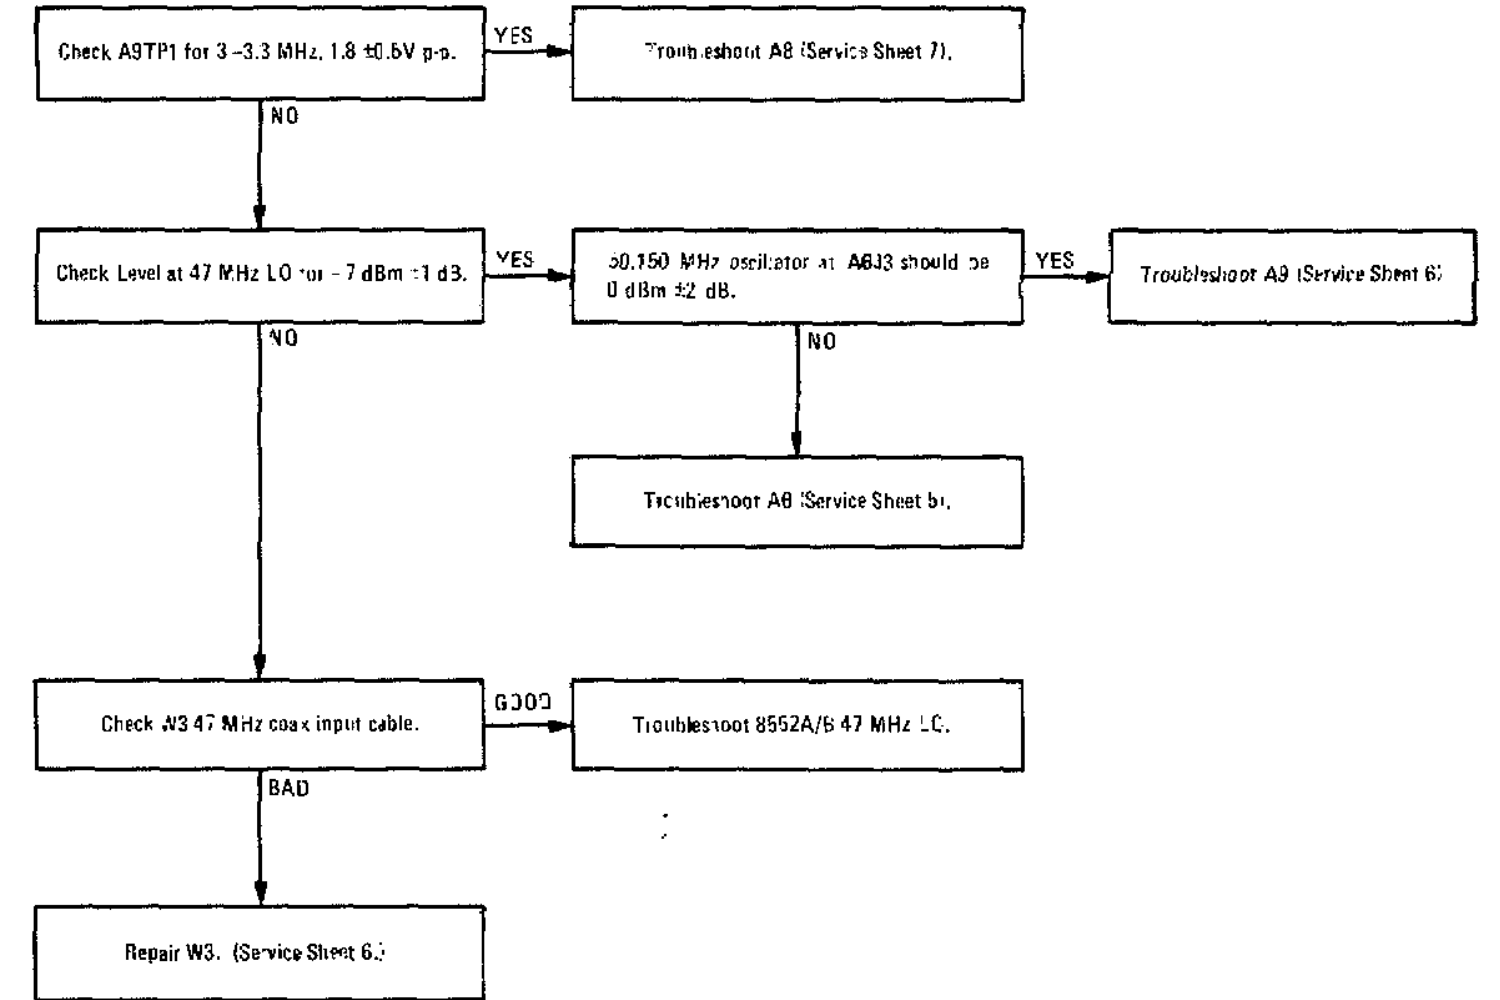 Check A9TP1 for 3-3.3 MHz, 1.8 ±0.6V p-p.
YES
Troubleshoot A8 (Service Sheet 7).
NO
Check Level at 47 MHz LO for -7 dBm ±1 dB.
YES
50.150 MHz oscillator at A6J3 should be
0 dBm ±2 dB.
YES
Troubleshoot A9 (Service Sheet 6)
NO
NO
Troubleshoot (Service Sheet
Check W3 47 MHz coax input cable.
GOOD
Troubleshoot 8552A/B 47 MHz LO.
BAD
Repair W3. (Service Sheet 6.)